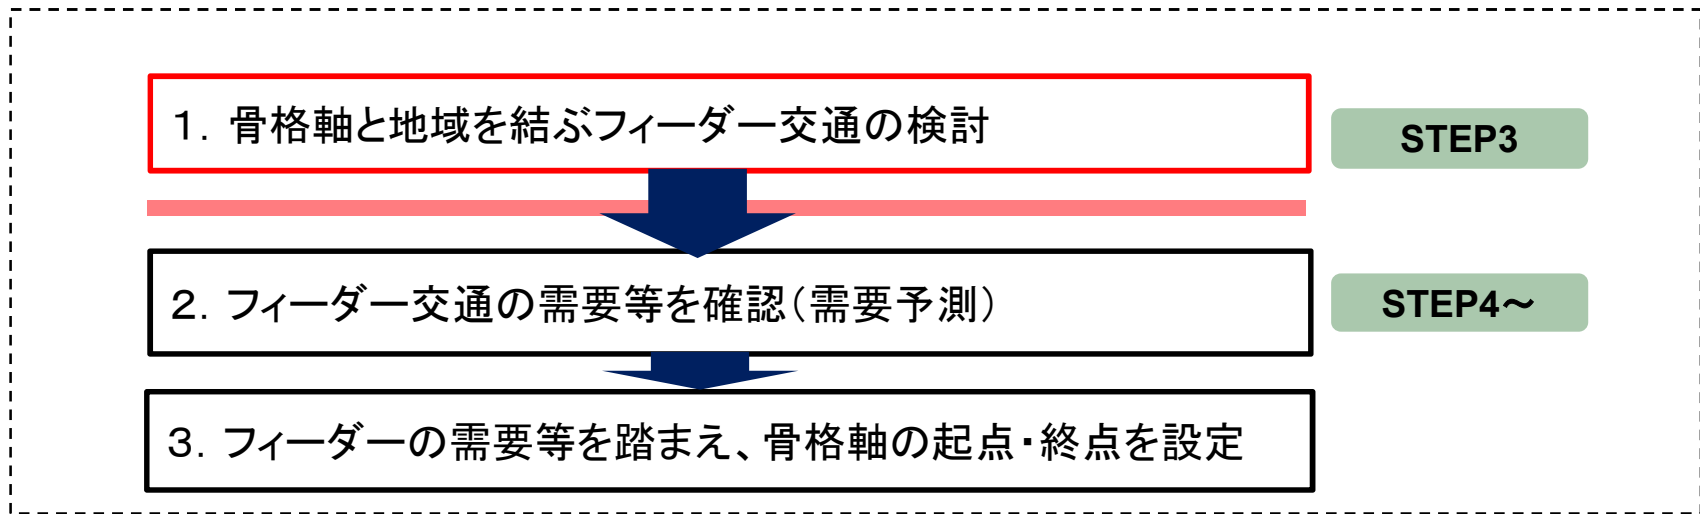 １．骨格軸と地域を結ぶフィーダー交通の検討
STEP3
２．フィーダー交通の需要等を確認（需要予測）
STEP4～
３．フィーダーの需要等を踏まえ、骨格軸の起点・終点を設定